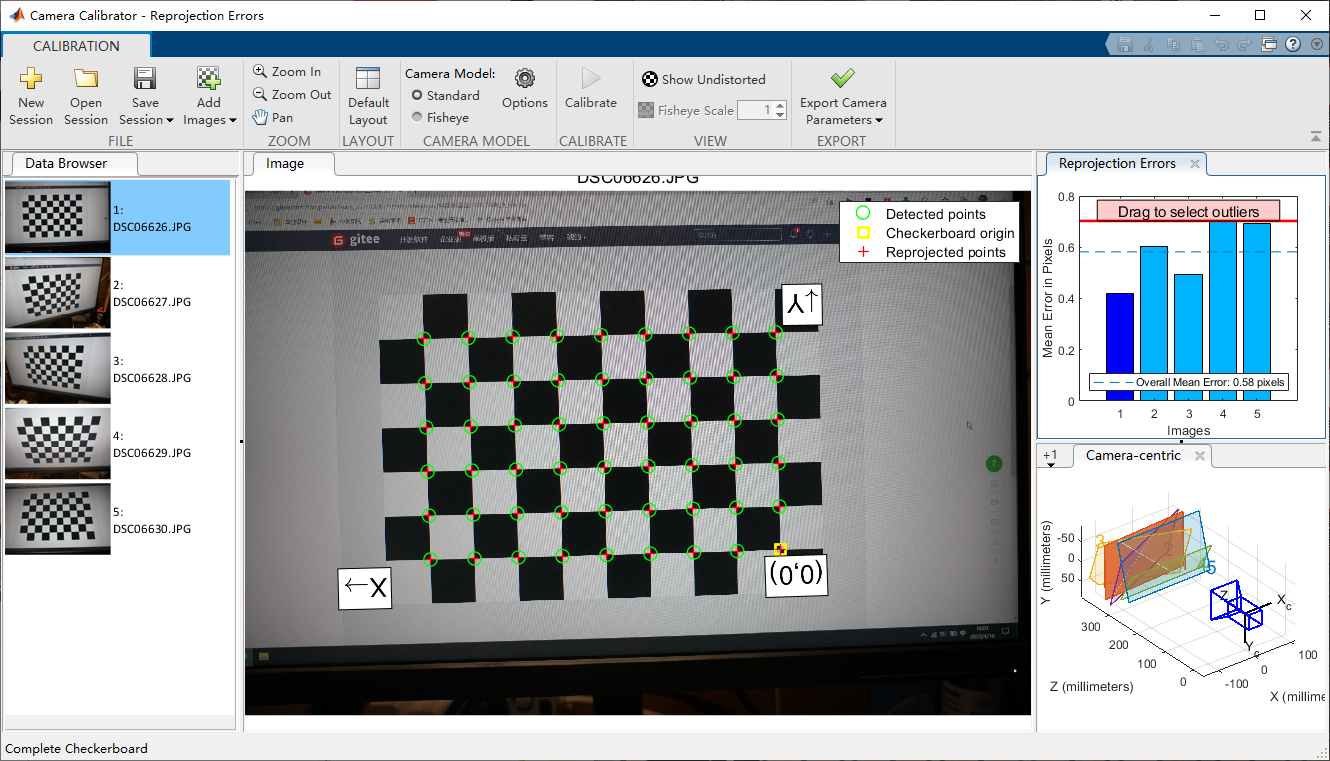 Camera Calibrator - Reprojection Errors
CALIBRATION
New Session
Open Session
Save Session
Add Images
FILE
Zoom In
Zoom Out
Pan
ZOOM
Default Layout
LAYOUT
Camera Model:
Standard
Fisheye
Options
CAMERA MODEL
Calibrate
CALIBRATE
Show Undistorted
Fisheye Scale 1
VIEW
Export Camera Parameters
EXPORT
Data Browser
1:
DSC06626.JPG
2:
DSC06627.JPG
3:
DSC06628.JPG
4:
DSC06629.JPG
5:
DSC06630.JPG
Image
DSC06626.JPG
gitee
Detected points
Checkerboard origin
Reprojected points
Y→
←X
(0,0)
Reprojection Errors
Drag to select outliers
0.8
0.6
0.4
0.2
0
Mean Error in Pixels
Overall Mean Error: 0.58 pixels
1 2 3 4 5
Images
+1
Camera-centric
Y (millimeters)
-50
0
50
3
2
4
5
Z
Xc
Yc
300
200
100
0
Z (millimeters)
-100
0
100
X (millime
Complete Checkerboard